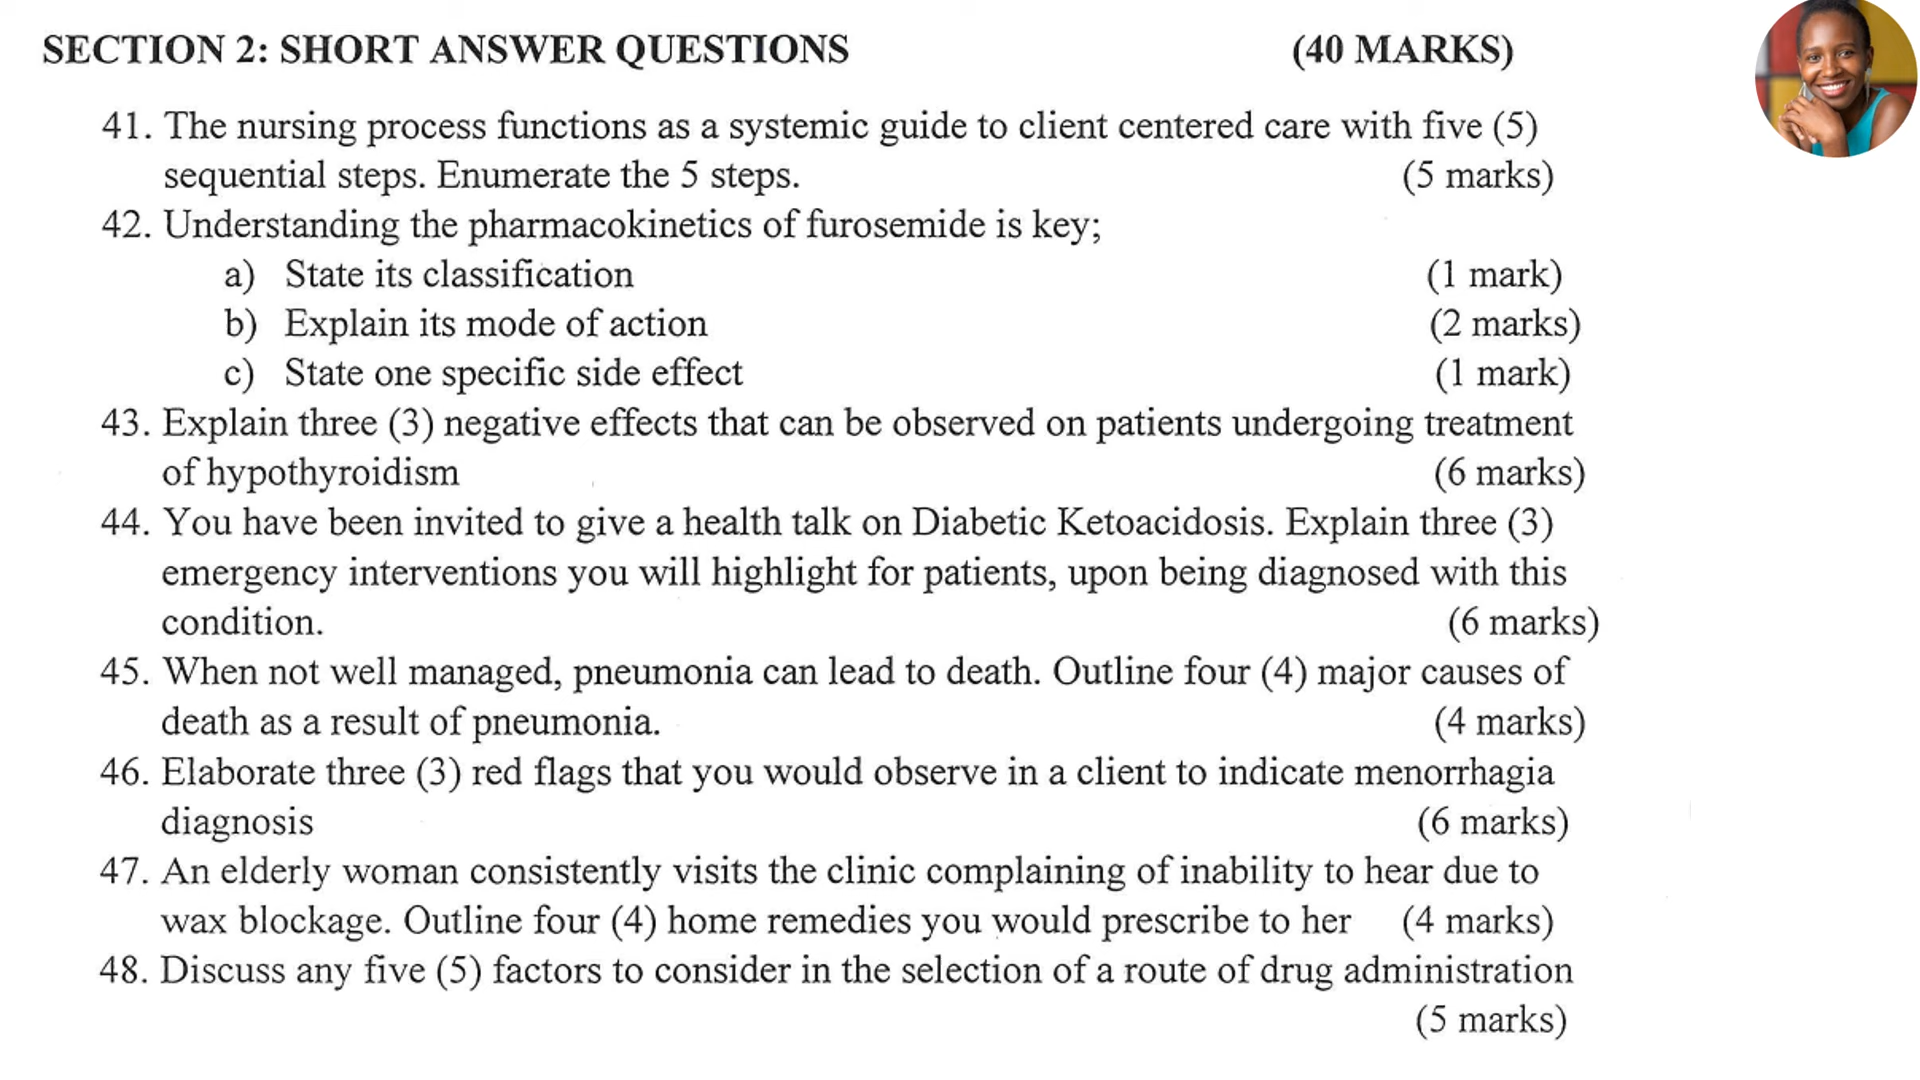 SECTION 2: SHORT ANSWER QUESTIONS (40 MARKS)
41. The nursing process functions as a systemic guide to client centered care with five (5)
sequential steps. Enumerate the 5 steps. (5 marks)
42. Understanding the pharmacokinetics of furosemide is key;
a) State its classification (1 mark)
b) Explain its mode of action (2 marks)
c) State one specific side effect (1 mark)
43. Explain three (3) negative effects that can be observed on patients undergoing treatment
of hypothyroidism (6 marks)
44. You have been invited to give a health talk on Diabetic Ketoacidosis. Explain three (3)
emergency interventions you will highlight for patients, upon being diagnosed with this
condition. (6 marks)
45. When not well managed, pneumonia can lead to death. Outline four (4) major causes of
death as a result of pneumonia. (4 marks)
46. Elaborate three (3) red flags that you would observe in a client to indicate menorrhagia
diagnosis (6 marks)
47. An elderly woman consistently visits the clinic complaining of inability to hear due to
wax blockage. Outline four (4) home remedies you would prescribe to her (4 marks)
48. Discuss any five (5) factors to consider in the selection of a route of drug administration
(5 marks)